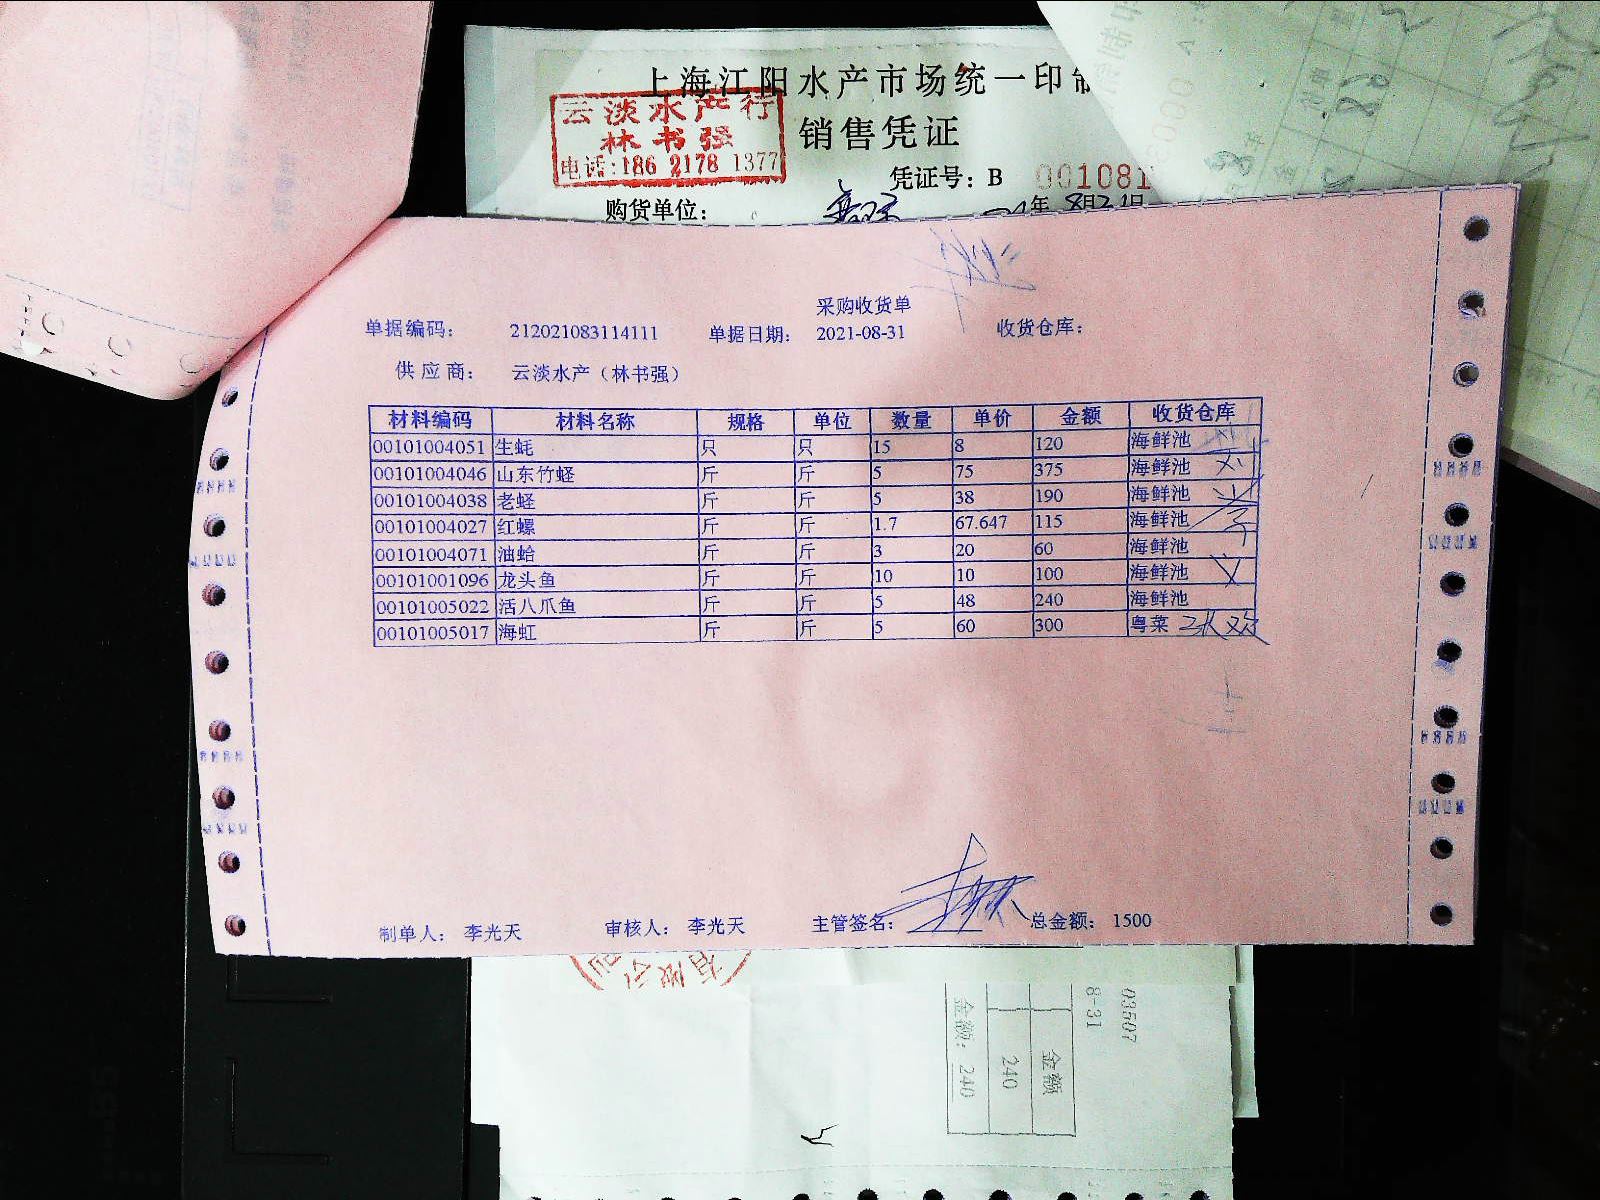 上海江阳水产市场统一印制
云淡水产行
林书强
电话:186 2178 1377
销售凭证
凭证号:B 001081
购货单位:
年 8月31日
采购收货单
单据编码: 212021083114111 单据日期: 2021-08-31 收货仓库:
供应商: 云淡水产（林书强）
材料编码 材料名称 规格 单位 数量 单价 金额 收货仓库
00101004051 生蚝 只 只 15 8 120 海鲜池
00101004046 山东竹蛏 斤 斤 5 75 375 海鲜池
00101004038 老蛏 斤 斤 5 38 190 海鲜池
00101004027 红螺 斤 斤 1.7 67.647 115 海鲜池
00101004071 油蛤 斤 斤 3 20 60 海鲜池
00101001096 龙头鱼 斤 斤 10 10 100 海鲜池
00101005022 活八爪鱼 斤 斤 5 48 240 海鲜池
00101005017 海虹 斤 斤 5 60 300 粤菜
制单人: 李光天 审核人: 李光天 主管签名: 总金额: 1500
03507
8-31
金额
240
金额: 240